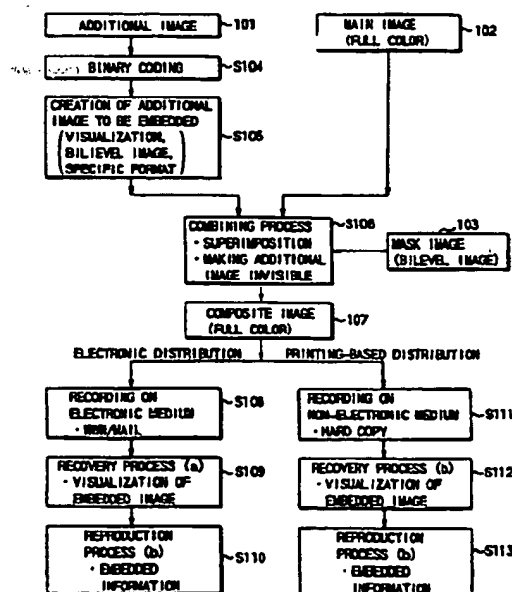 ADDITIONAL IMAGE
101
MAIN IMAGE
(FULL COLOR)
102
BINARY CODING
S104
CREATION OF ADDITIONAL
IMAGE TO BE EMBEDDED
(VISUALIZATION,
BILEVEL IMAGE,
SPECIFIC FORMAT)
S105
COMBINING PROCESS
• SUPERIMPOSITION
• MAKING ADDITIONAL
IMAGE INVISIBLE
S106
103
MASK IMAGE
(BILEVEL IMAGE)
COMPOSITE IMAGE
(FULL COLOR)
107
ELECTRONIC DISTRIBUTION
PRINTING-BASED DISTRIBUTION
RECORDING ON
ELECTRONIC MEDIUM
• WWW/MAIL
S108
RECORDING ON
NON-ELECTRONIC MEDIUM
• HARD COPY
S111
RECOVERY PROCESS (a)
• VISUALIZATION OF
EMBEDDED IMAGE
S109
RECOVERY PROCESS (b)
• VISUALIZATION OF
EMBEDDED IMAGE
S112
REPRODUCTION
PROCESS (b)
• EMBEDDED
INFORMATION
S110
REPRODUCTION
PROCESS (b)
• EMBEDDED
INFORMATION
S113